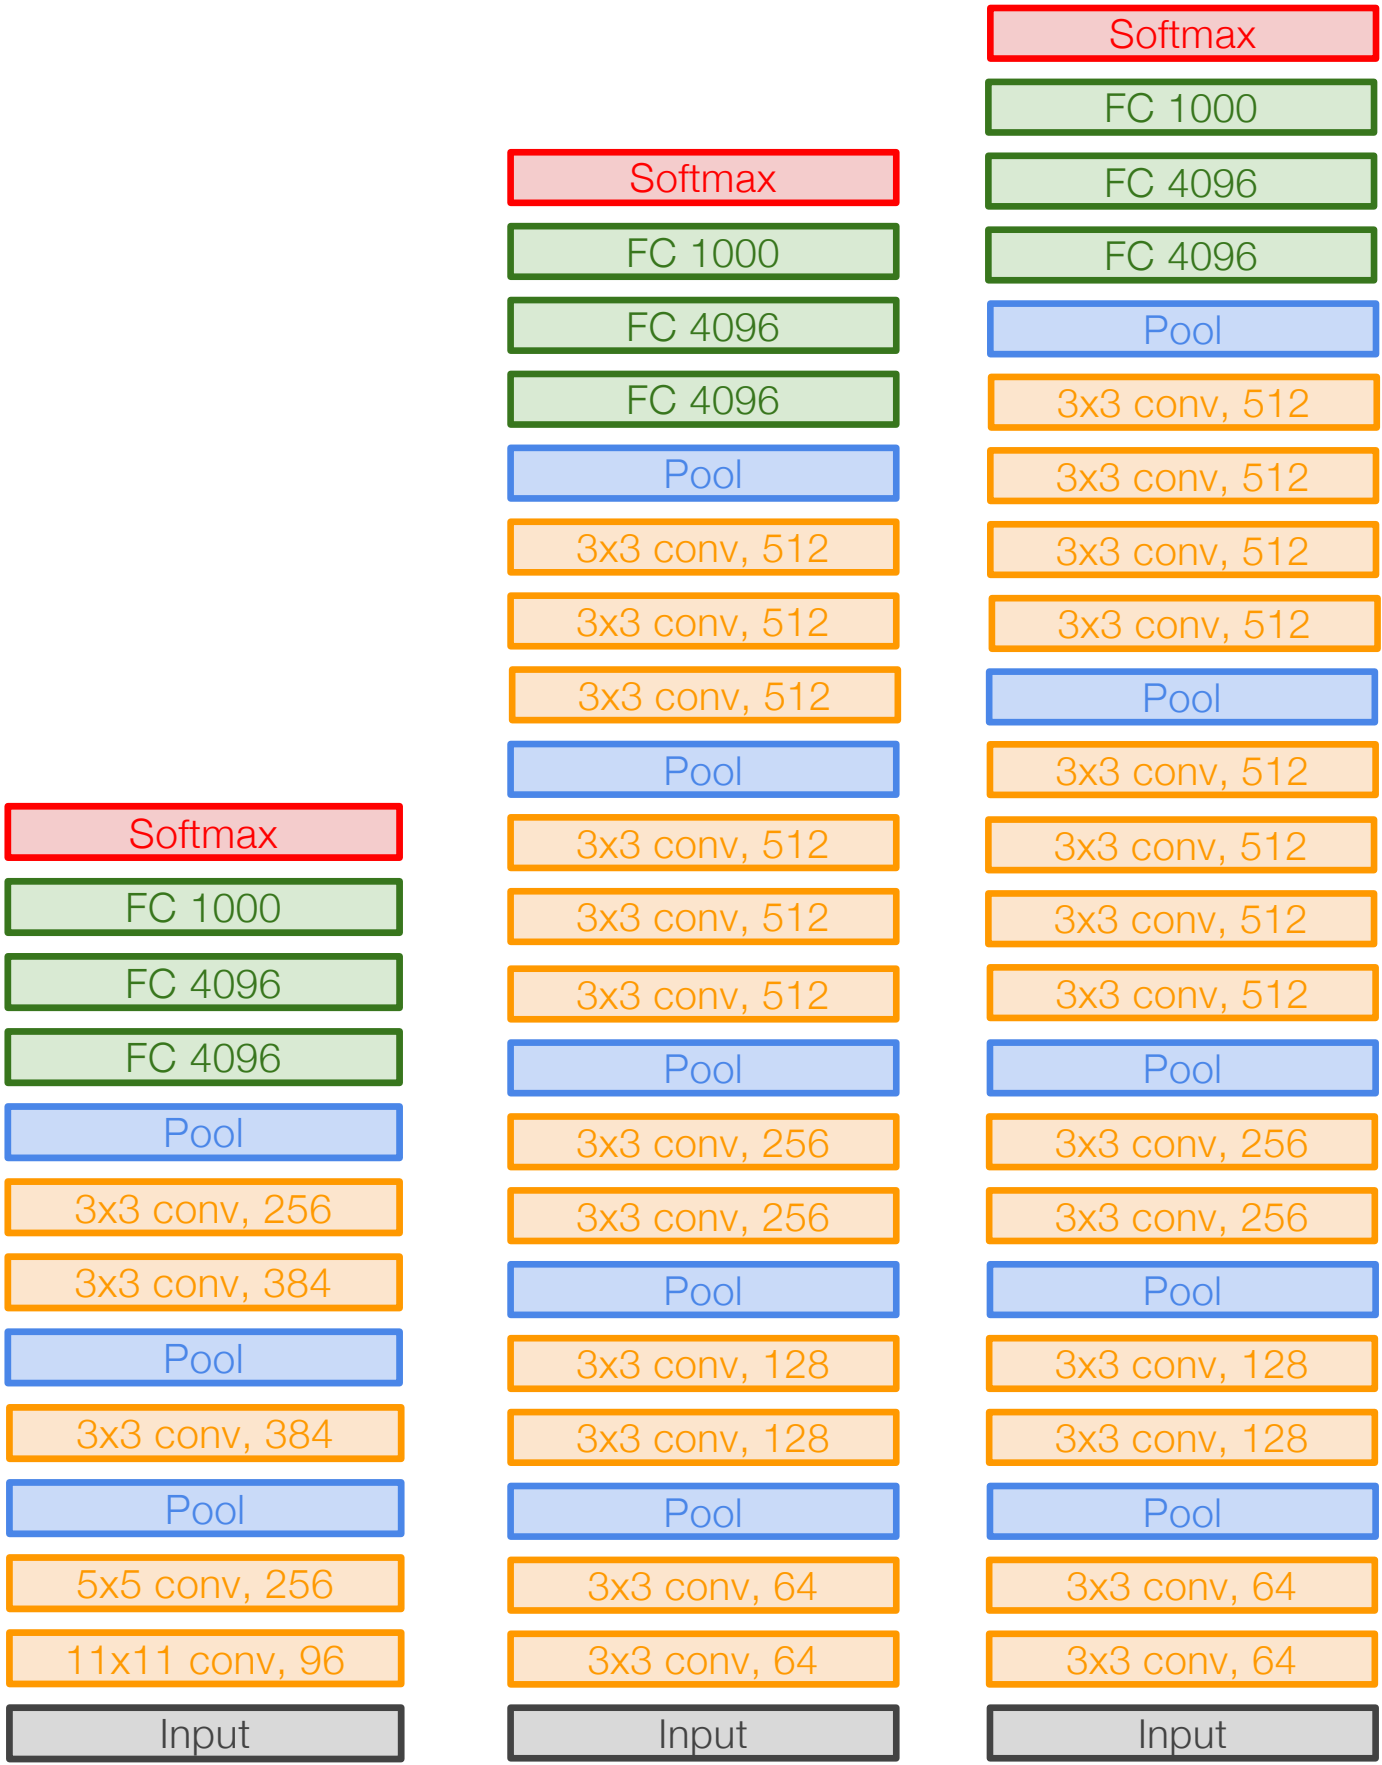 Softmax
FC 1000
FC 4096
FC 4096
Pool
3x3 conv, 256
3x3 conv, 384
Pool
3x3 conv, 384
Pool
5x5 conv, 256
11x11 conv, 96
Input
Softmax
FC 1000
FC 4096
FC 4096
Pool
3x3 conv, 512
3x3 conv, 512
3x3 conv, 512
Pool
3x3 conv, 512
3x3 conv, 512
3x3 conv, 512
Pool
3x3 conv, 256
3x3 conv, 256
Pool
3x3 conv, 128
3x3 conv, 128
Pool
3x3 conv, 64
3x3 conv, 64
Input
Softmax
FC 1000
FC 4096
FC 4096
Pool
3x3 conv, 512
3x3 conv, 512
3x3 conv, 512
3x3 conv, 512
Pool
3x3 conv, 512
3x3 conv, 512
3x3 conv, 512
3x3 conv, 512
Pool
3x3 conv, 256
3x3 conv, 256
Pool
3x3 conv, 128
3x3 conv, 128
Pool
3x3 conv, 64
3x3 conv, 64
Input